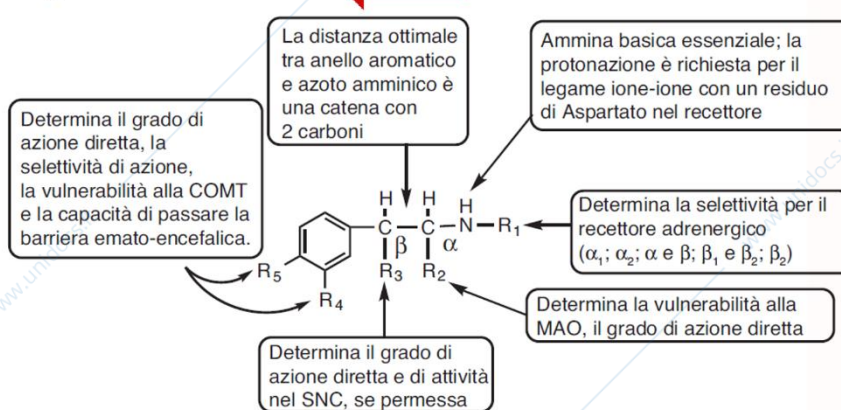 La distanza ottimale
tra anello aromatico
e azoto amminico è
una catena con
2 carboni
Ammina basica essenziale; la
protonazione è richiesta per il
legame ione-ione con un residuo
di Aspartato nel recettore
Determina il grado di
azione diretta, la
selettività di azione,
la vulnerabilità alla COMT
e la capacità di passare la
barriera emato-encefalica.
H H H
C C N R₁
β α
R₅ R₃ R₂
R₄
Determina la selettività per il
recettore adrenergico
(α₁; α₂; α e β; β₁ e β₂; β₂)
Determina la vulnerabilità alla
MAO, il grado di azione diretta
Determina il grado di
azione diretta e di attività
nel SNC, se permessa
www.unidocs.
www.unidocs.